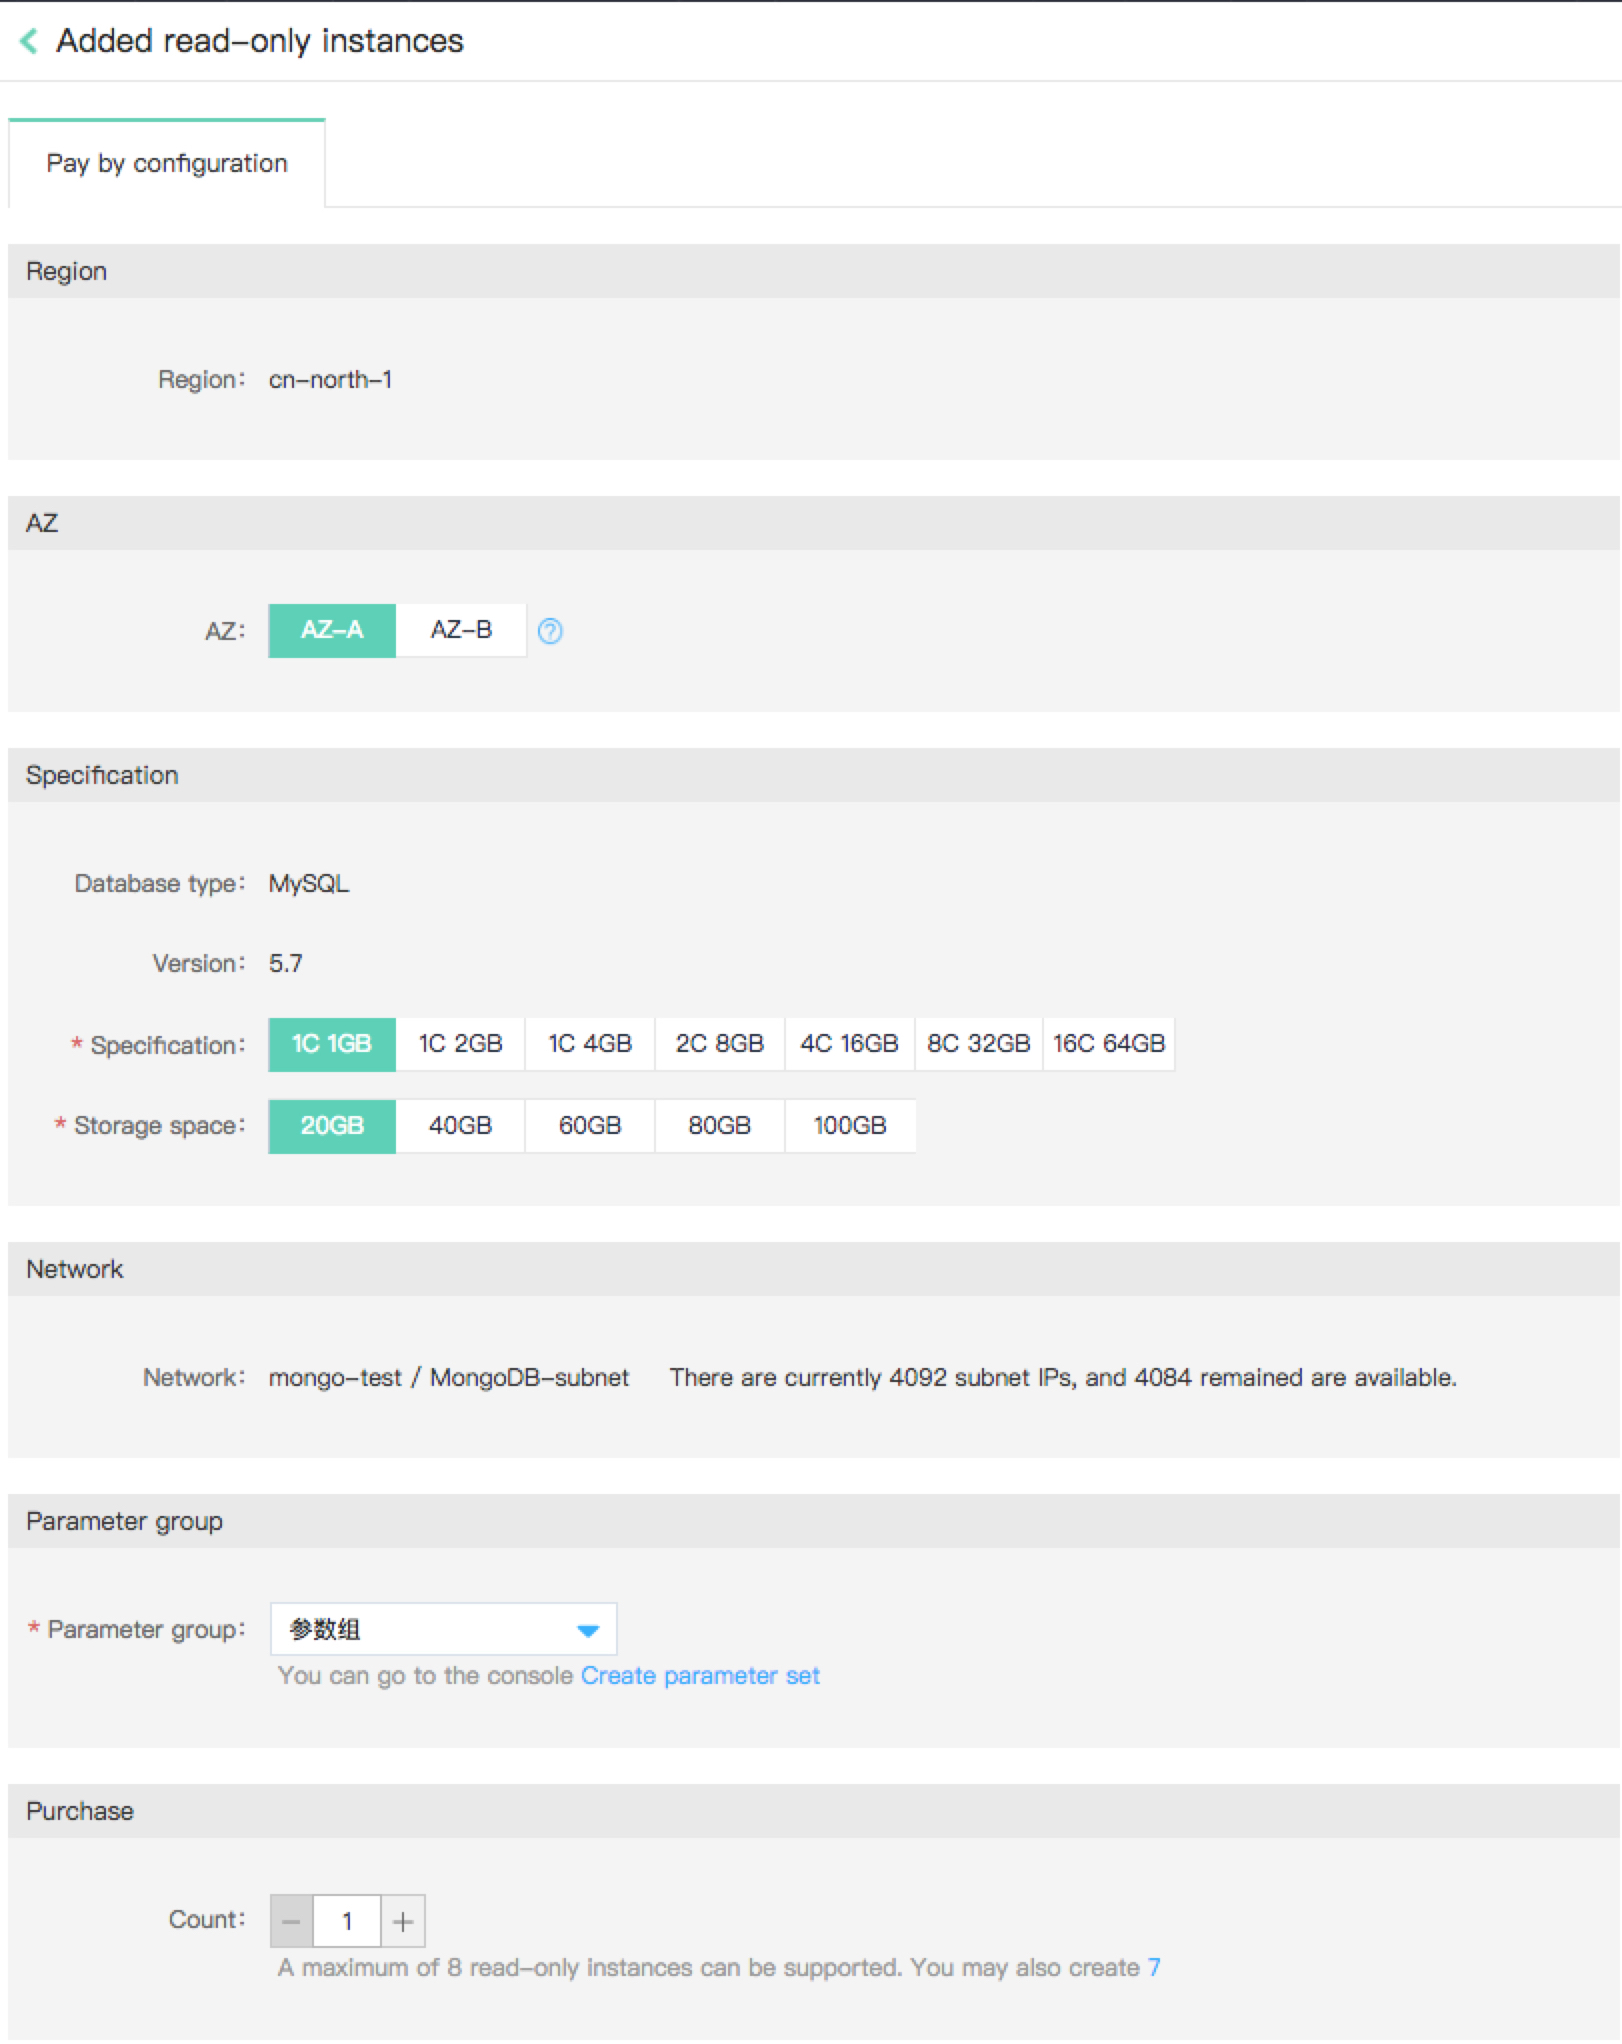 Added read-only instances
Pay by configuration
Region
Region: cn-north-1
AZ
AZ: AZ-A AZ-B ?
Specification
Database type: MySQL
Version: 5.7
* Specification: 1C 1GB 1C 2GB 1C 4GB 2C 8GB 4C 16GB 8C 32GB 16C 64GB
* Storage space: 20GB 40GB 60GB 80GB 100GB
Network
Network: mongo-test / MongoDB-subnet There are currently 4092 subnet IPs, and 4084 remained are available.
Parameter group
* Parameter group: 参数组
You can go to the console Create parameter set
Purchase
Count: − 1 +
A maximum of 8 read-only instances can be supported. You may also create 7